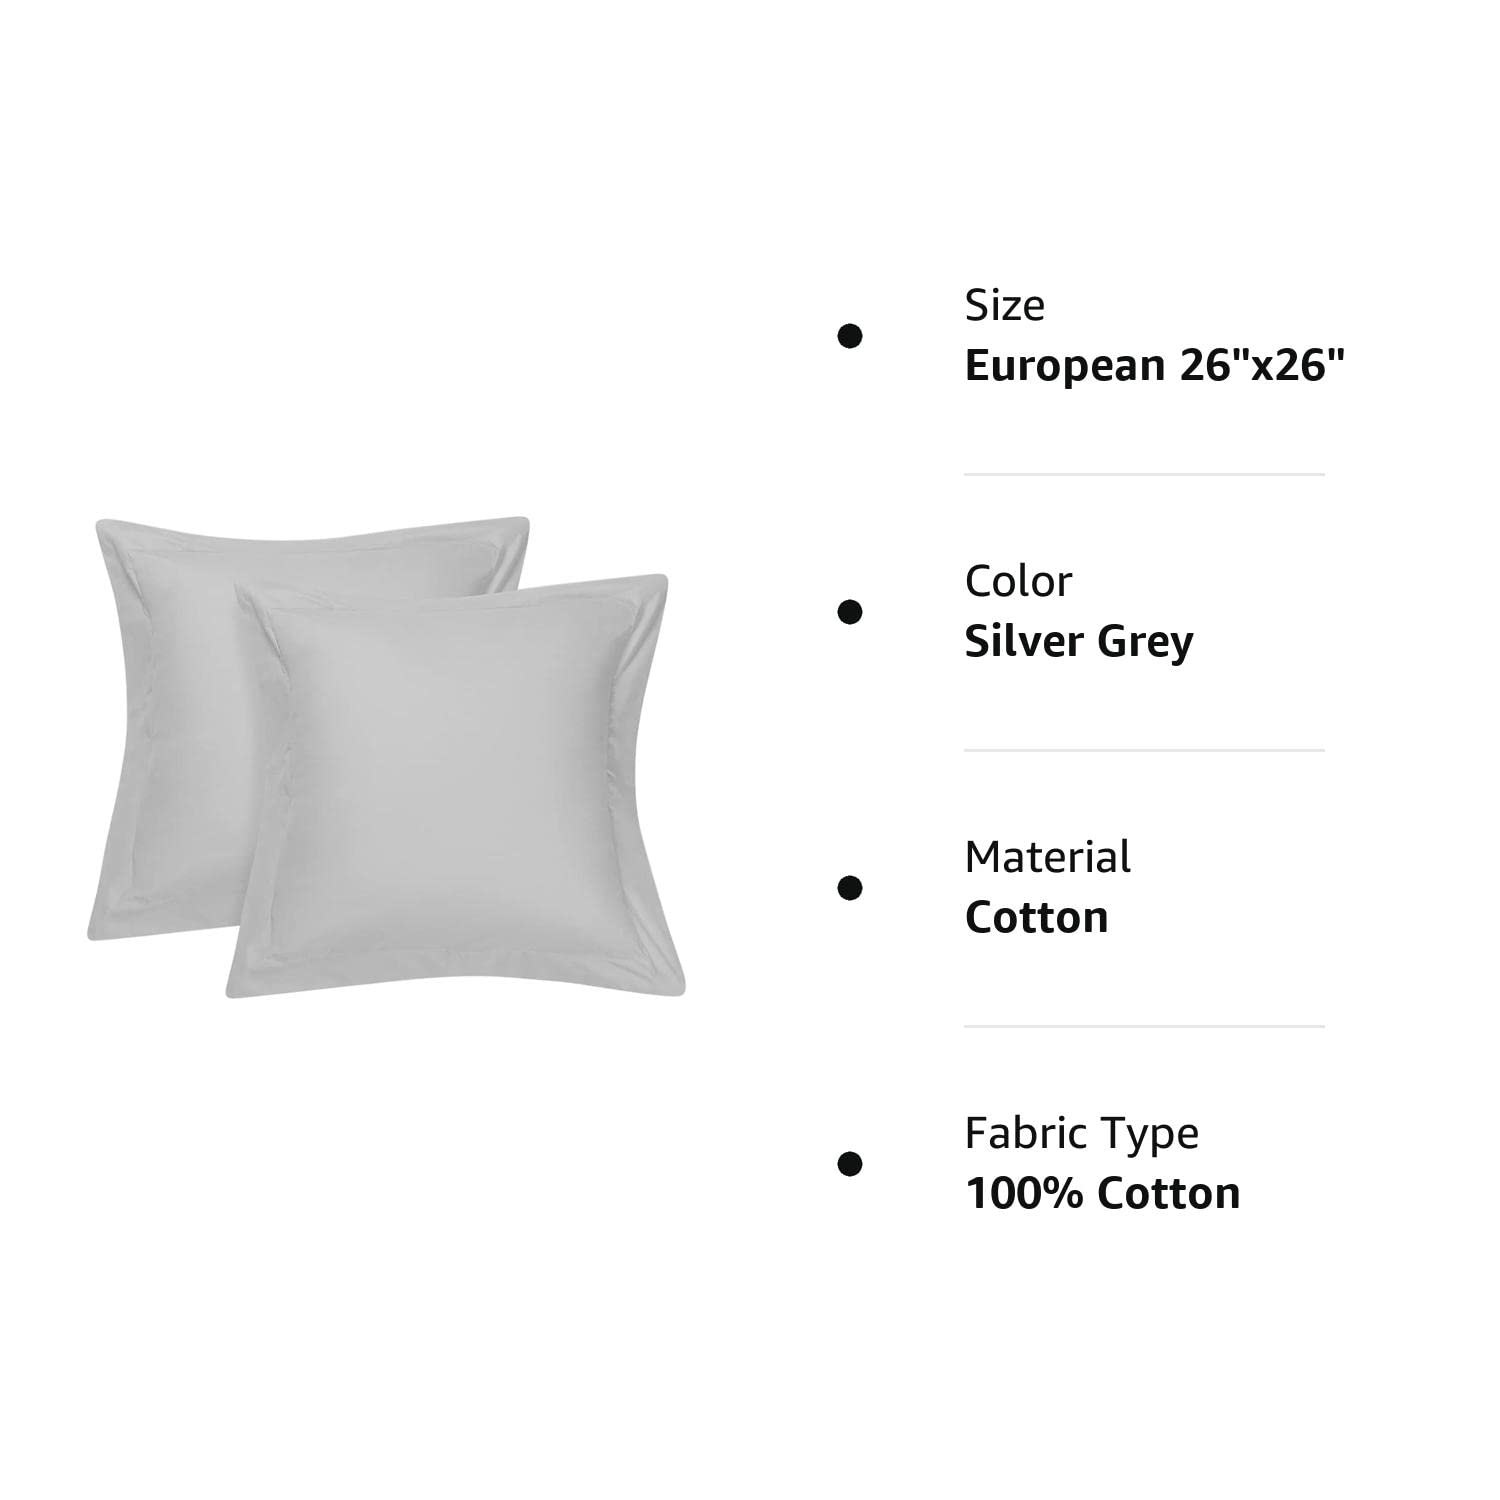 Size
European 26"x26"
Color
Silver Grey
Material
Cotton
Fabric Type
100% Cotton